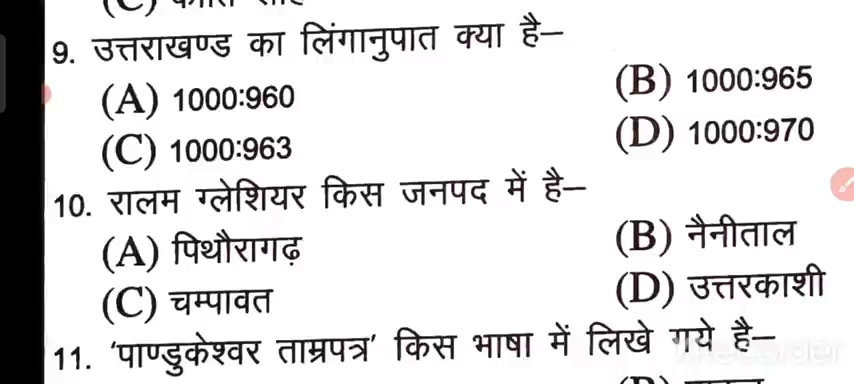 9. उत्तराखण्ड का लिंगानुपात क्या है–
(A) 1000:960 (B) 1000:965
(C) 1000:963 (D) 1000:970
10. रालम ग्लेशियर किस जनपद में है–
(A) पिथौरागढ़ (B) नैनीताल
(C) चम्पावत (D) उत्तरकाशी
11. 'पाण्डुकेश्वर ताम्रपत्र' किस भाषा में लिखे गये है–